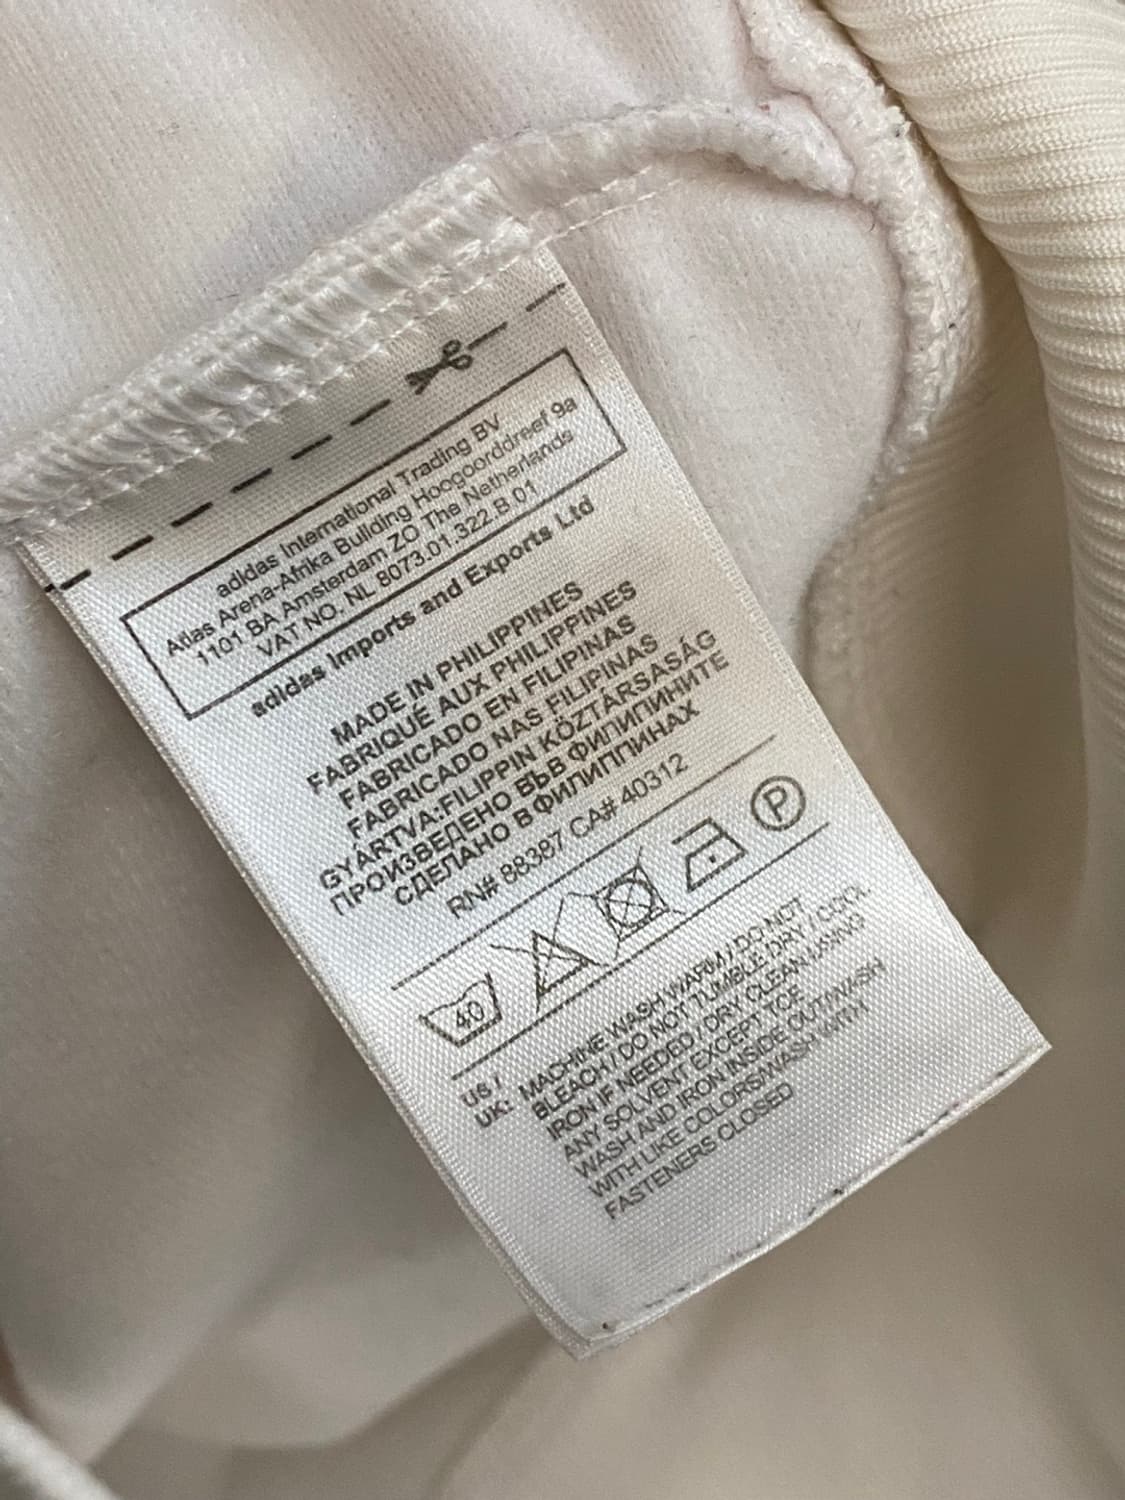 adidas International Trading BV
Atlas Arena-Afrika Building Hoogoorddreef 9a
1101 BA Amsterdam ZO The Netherlands
VAT NO. NL 8073.01.322.B.01
adidas Imports and Exports Ltd
MADE IN PHILIPPINES
FABRIQUÉ AUX PHILIPPINES
FABRICADO EN FILIPINAS
FABRICADO NAS FILIPINAS
GYÁRTVA:FILIPPIN KÖZTÁRSASÁG
ПРОИЗВЕДЕНО ВЪВ ФИЛИПИНИТЕ
СДЕЛАНО В ФИЛИППИНАХ
RN# 88387 CA# 40312
40 P
US / UK: MACHINE WASH WARM / DO NOT
BLEACH / DO NOT TUMBLE DRY / COOL
IRON IF NEEDED / DRY CLEAN USING
ANY SOLVENT EXCEPT TCE
WASH AND IRON INSIDE OUT/WASH
WITH LIKE COLORS/WASH WITH
FASTENERS CLOSED